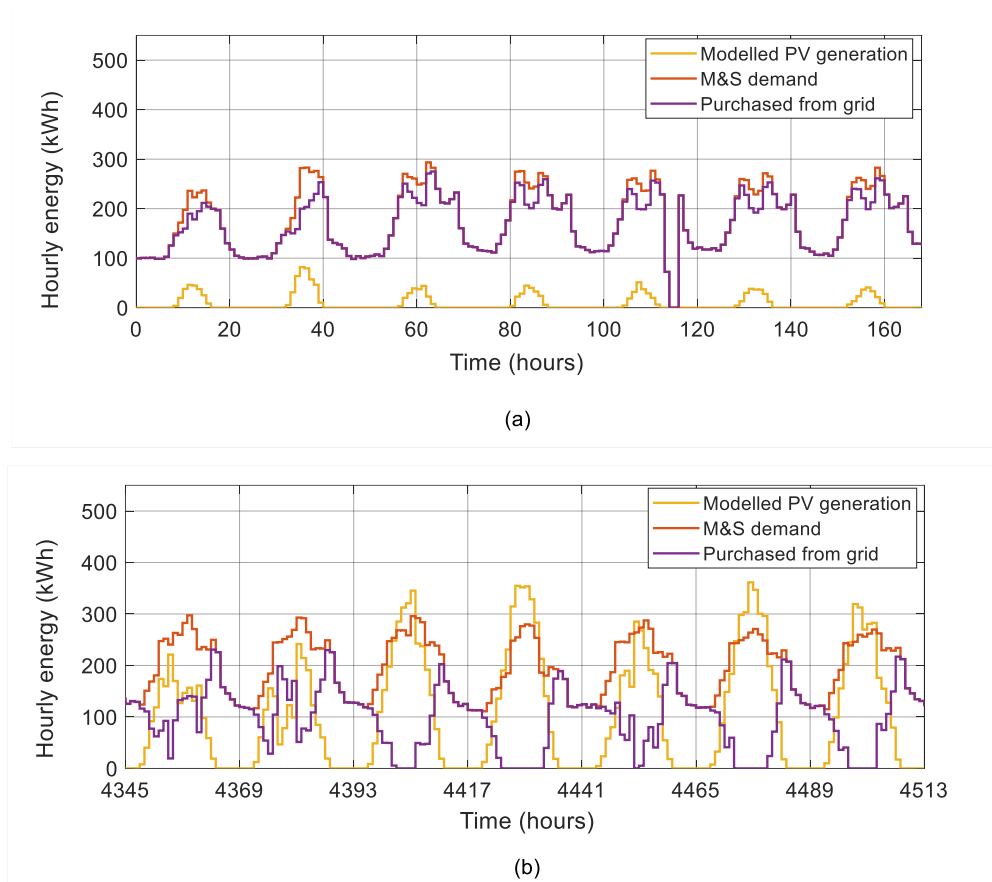 Hourly energy (kWh)
500
400
300
200
100
0
Modelled PV generation
M&S demand
Purchased from grid
0 20 40 60 80 100 120 140 160
Time (hours)
(a)
Hourly energy (kWh)
500
400
300
200
100
0
Modelled PV generation
M&S demand
Purchased from grid
4345 4369 4393 4417 4441 4465 4489 4513
Time (hours)
(b)